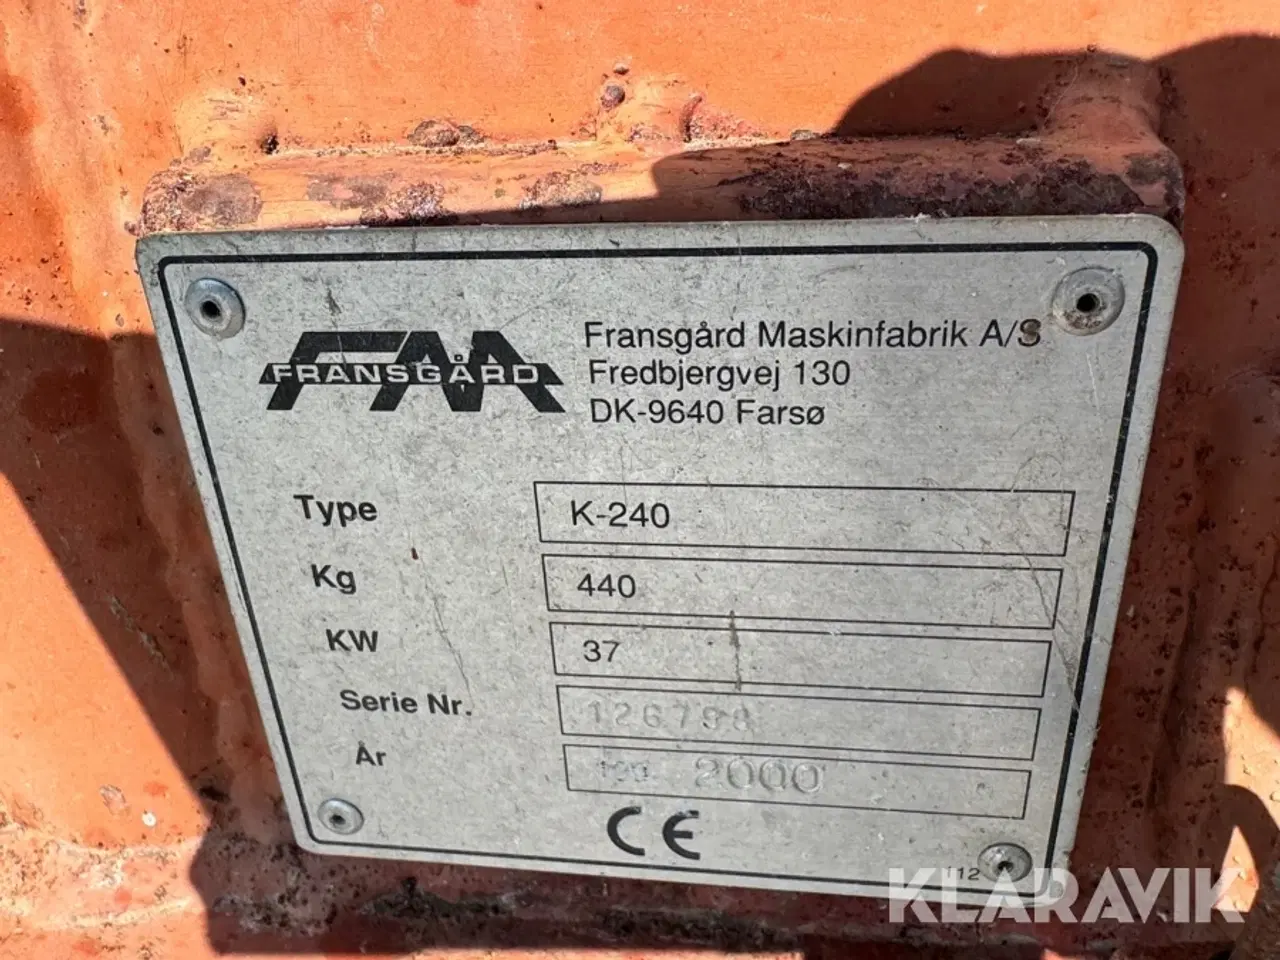 FRANSGÅRD
Fransgård Maskinfabrik A/S
Fredbjergvej 130
DK-9640 Farsø
Type K-240
Kg 440
KW 37
Serie Nr. 126798
År 2000
CE
112
KLARAVIK